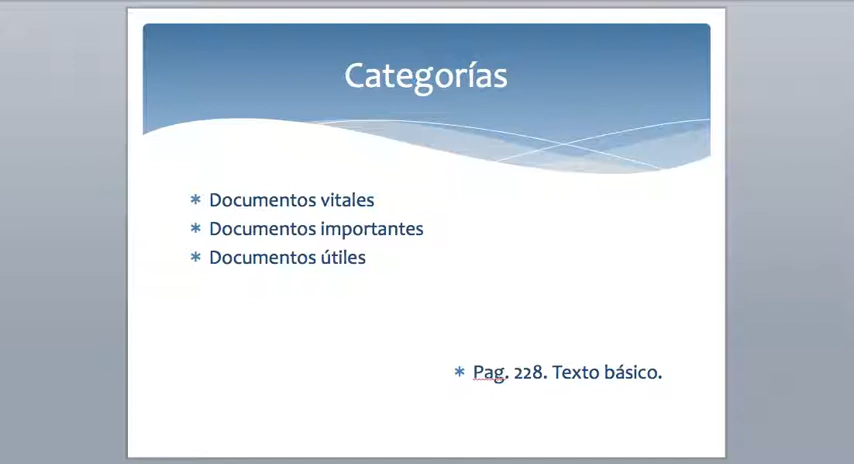 Categorías
* Documentos vitales
* Documentos importantes
* Documentos útiles
* Pag. 228. Texto básico.